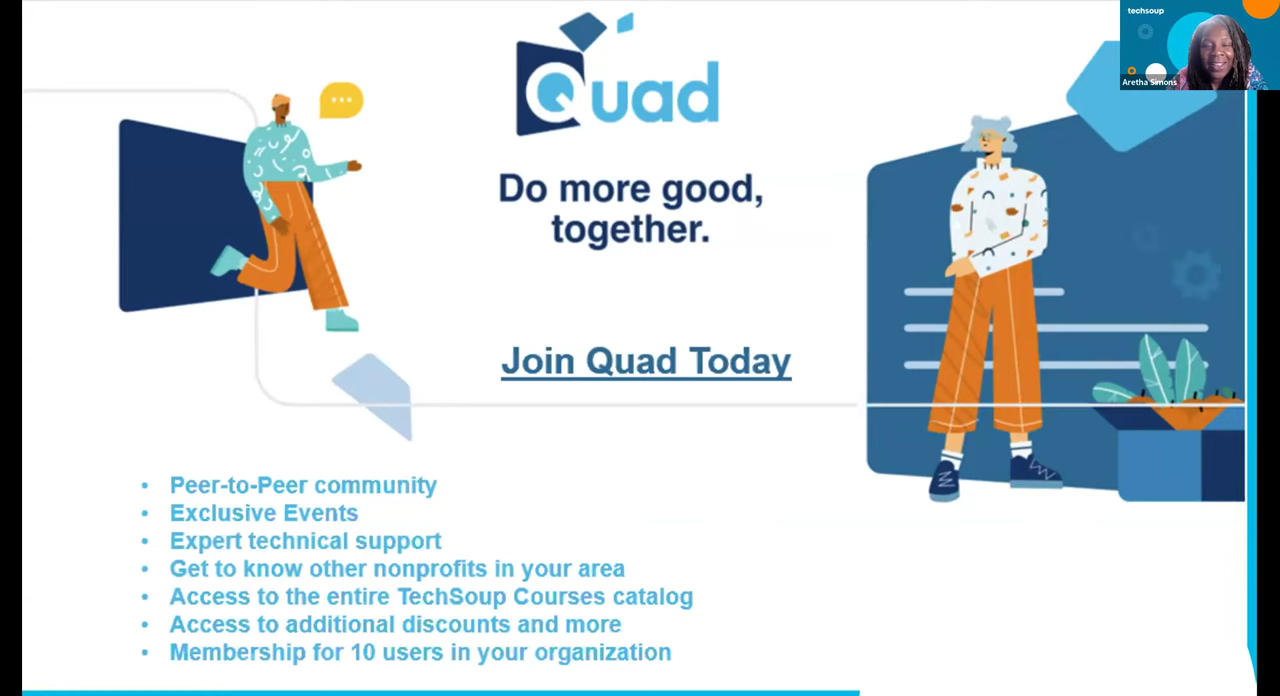 techsoup
Aretha Simons
Quad
Do more good,
together.
Join Quad Today
• Peer-to-Peer community
• Exclusive Events
• Expert technical support
• Get to know other nonprofits in your area
• Access to the entire TechSoup Courses catalog
• Access to additional discounts and more
• Membership for 10 users in your organization